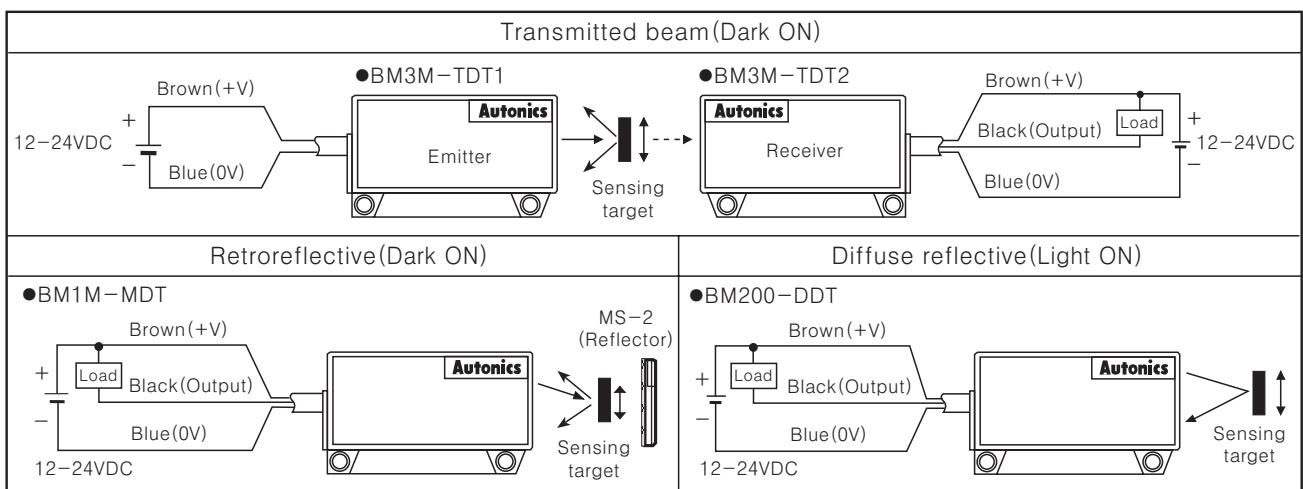 Transmitted beam(Dark ON)
●BM3M-TDT1
Brown(+V)
+
12-24VDC
−
Blue(0V)
Autonics
Emitter
Sensing
target
●BM3M-TDT2
Autonics
Receiver
Brown(+V)
Black(Output)
Load
+
12-24VDC
−
Blue(0V)
Retroreflective(Dark ON)
●BM1M-MDT
Brown(+V)
+
Load
Black(Output)
−
Blue(0V)
12-24VDC
Autonics
MS-2
(Reflector)
Sensing
target
Diffuse reflective(Light ON)
●BM200-DDT
Brown(+V)
+
Load
Black(Output)
−
Blue(0V)
12-24VDC
Autonics
Sensing
target